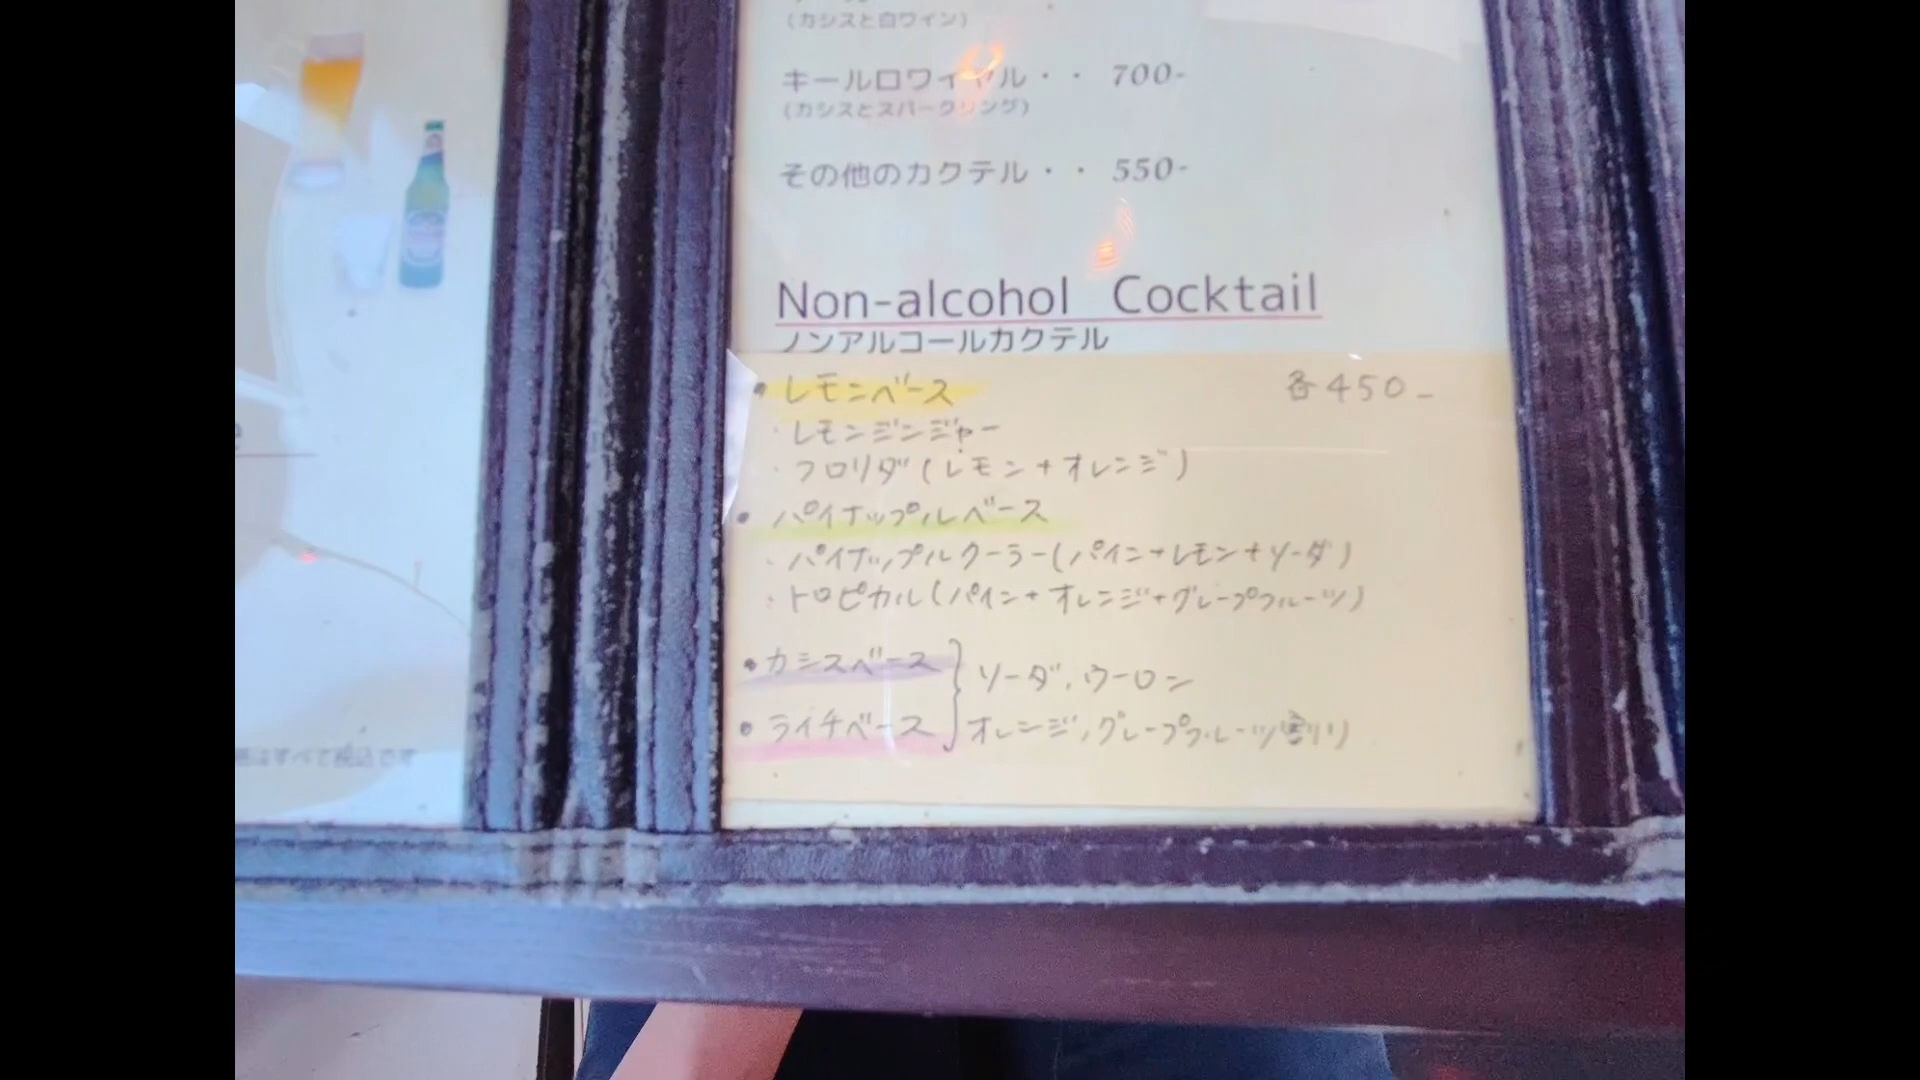 (カシスと白ワイン)
キールロワイヤル・・ 700-
(カシスとスパークリング)
その他のカクテル・・ 550-
Non-alcohol Cocktail
ノンアルコールカクテル
• レモンベース 各450-
・レモンジンジャー
・フロリダ(レモン+オレンジ)
• パイナップルベース
・パイナップルクーラー(パイン+レモン+ソーダ)
・トロピカル(パイン+オレンジ+グレープフルーツ)
• カシスベース } ソーダ、ウーロン
• ライチベース オレンジ、グレープフルーツ割り)
はすべて税込です